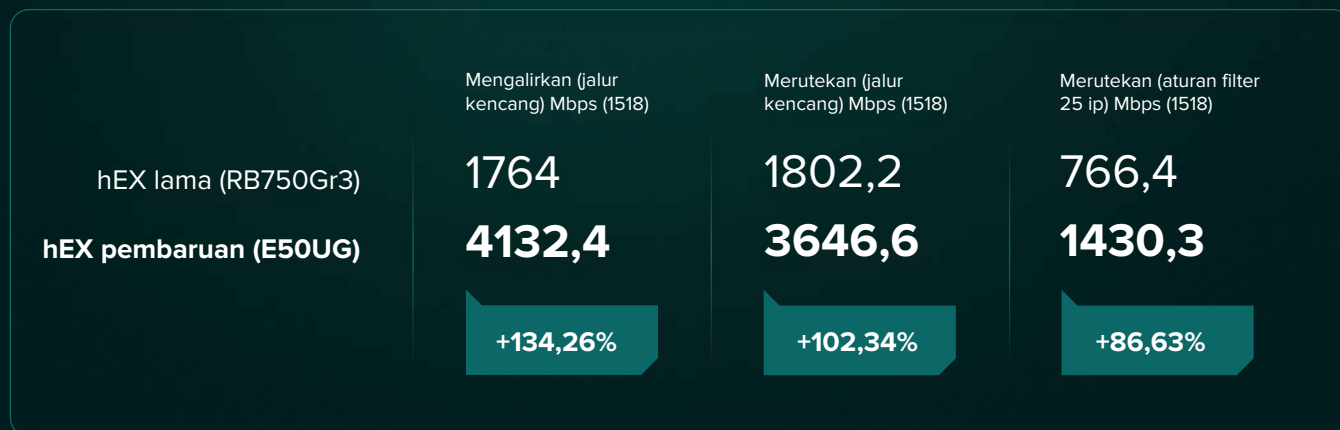 Mengalirkan (jalur
kencang) Mbps (1518)
Merutekan (jalur
kencang) Mbps (1518)
Merutekan (aturan filter
25 ip) Mbps (1518)
hEX lama (RB750Gr3)
1764
1802,2
766,4
hEX pembaruan (E50UG)
4132,4
3646,6
1430,3
+134,26%
+102,34%
+86,63%